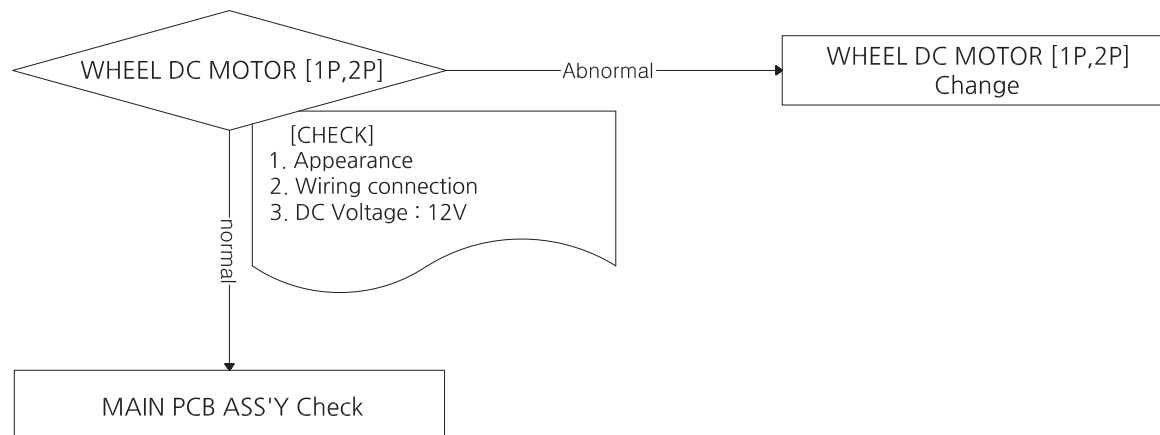 WHEEL DC MOTOR [1P,2P]
Abnormal
WHEEL DC MOTOR [1P,2P]
Change
[CHECK]
1. Appearance
2. Wiring connection
3. DC Voltage : 12V
normal
MAIN PCB ASS'Y Check